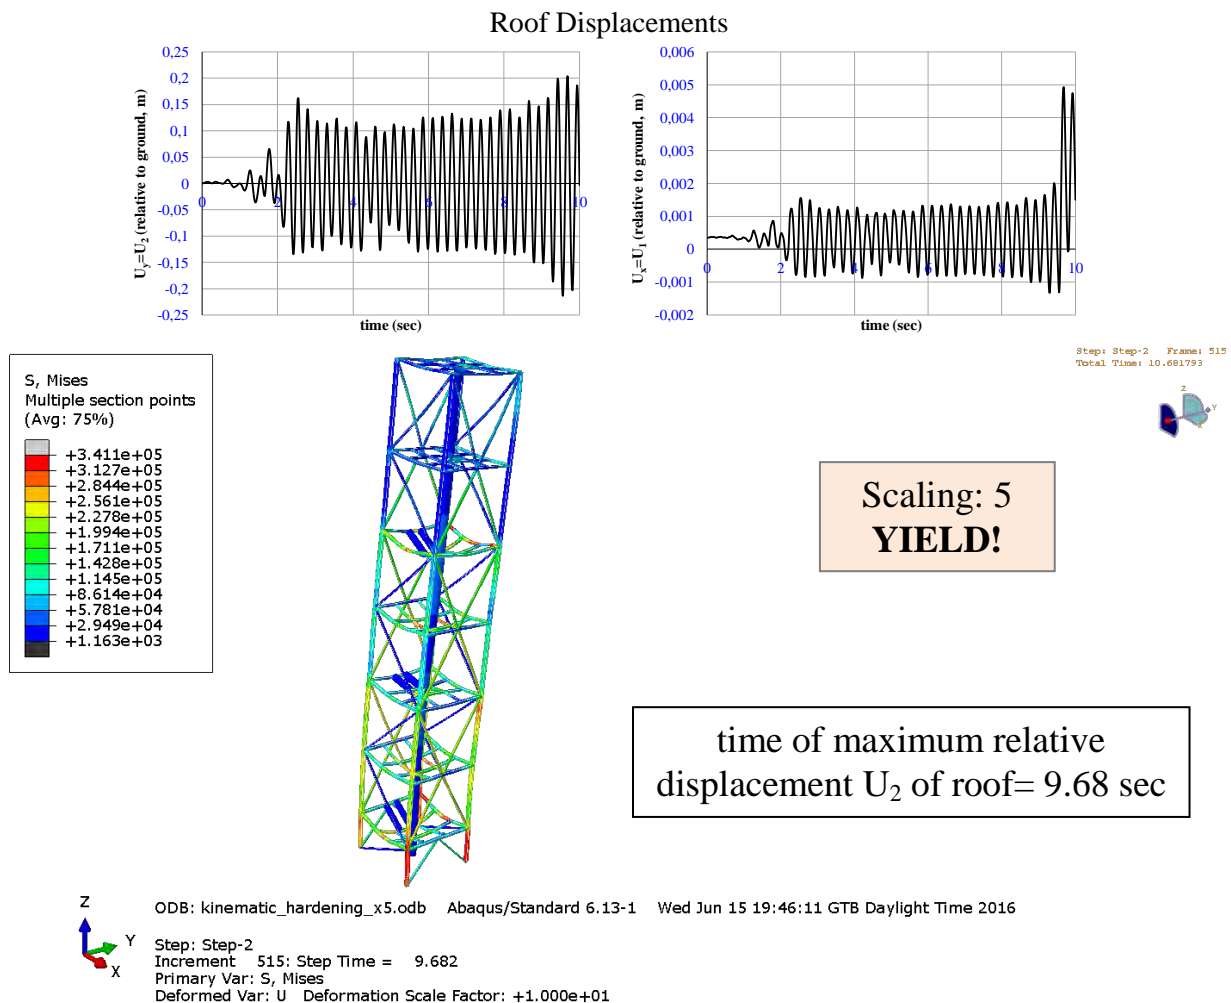 Roof Displacements
0,25
0,2
0,15
0,1
0,05
0
-0,05
-0,1
-0,15
-0,2
-0,25
0 2 4 6 8 10
U_y=U_2 (relative to ground, m)
time (sec)
0,006
0,005
0,004
0,003
0,002
0,001
0
-0,001
-0,002
0 2 4 6 8 10
U_x=U_1 (relative to ground, m)
time (sec)
S, Mises
Multiple section points
(Avg: 75%)
+3.411e+05
+3.127e+05
+2.844e+05
+2.561e+05
+2.278e+05
+1.994e+05
+1.711e+05
+1.428e+05
+1.145e+05
+8.614e+04
+5.781e+04
+2.949e+04
+1.163e+03
Step: Step-2 Frame: 515
Total Time: 10.681793
Z
Y
X
Scaling: 5
YIELD!
time of maximum relative
displacement U₂ of roof= 9.68 sec
Z
Y
X
ODB: kinematic_hardening_x5.odb Abaqus/Standard 6.13-1 Wed Jun 15 19:46:11 GTB Daylight Time 2016
Step: Step-2
Increment 515: Step Time = 9.682
Primary Var: S, Mises
Deformed Var: U Deformation Scale Factor: +1.000e+01